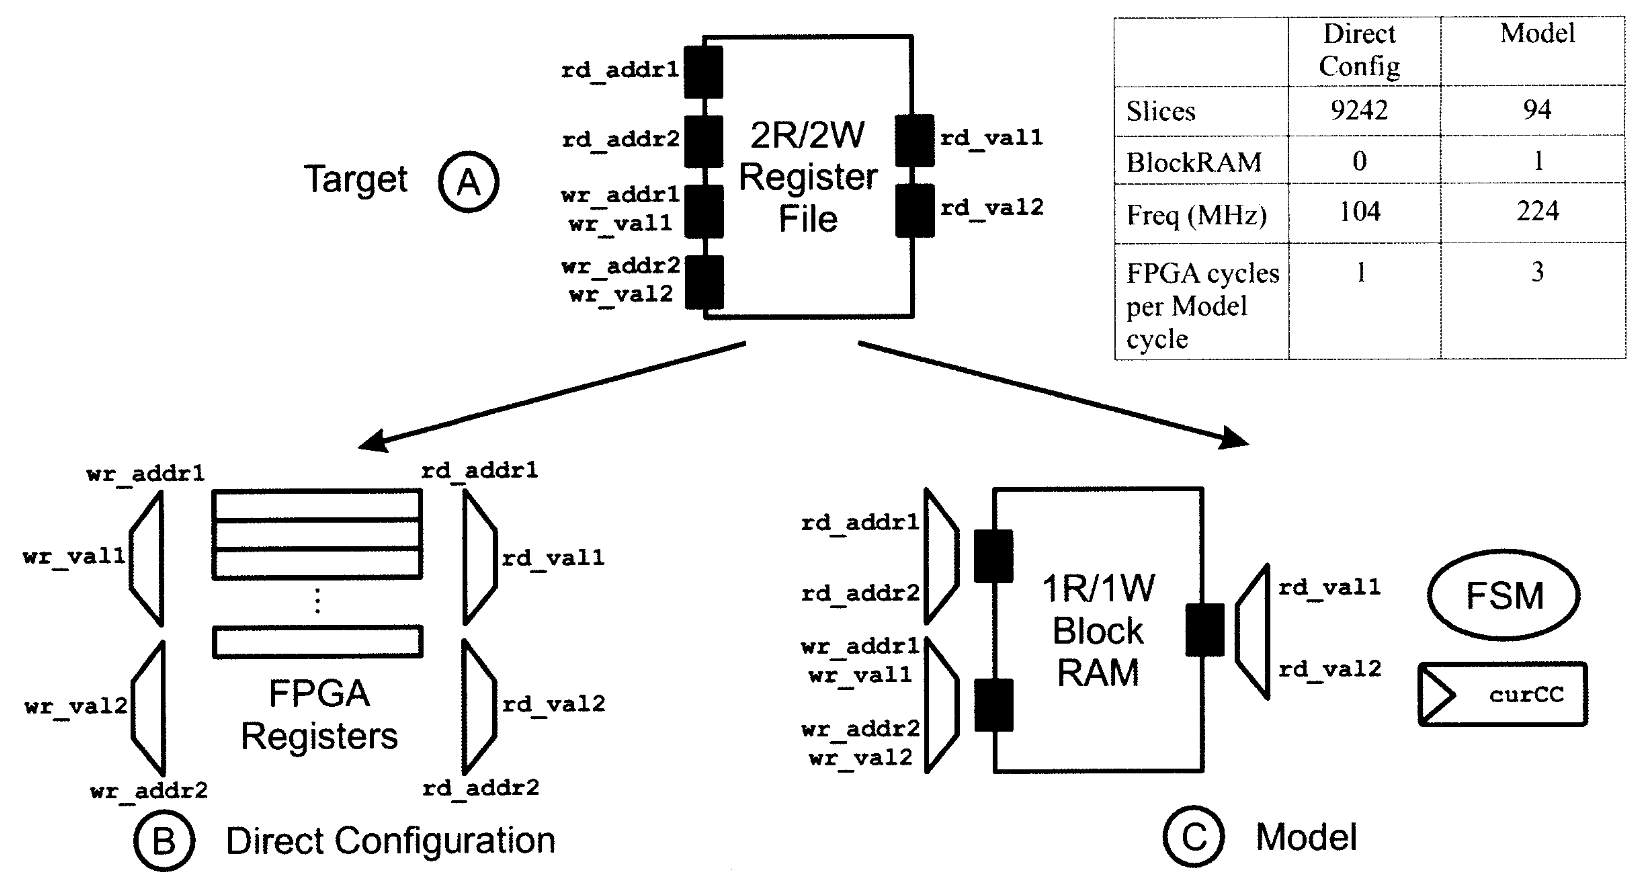 rd_addr1
rd_addr2
wr_addr1
wr_val1
wr_addr2
wr_val2
2R/2W
Register
File
rd_val1
rd_val2
Target A
Direct Config Model
Slices 9242 94
BlockRAM 0 1
Freq (MHz) 104 224
FPGA cycles per Model cycle 1 3
wr_addr1
wr_val1
wr_val2
wr_addr2
rd_addr1
rd_val1
rd_val2
rd_addr2
FPGA
Registers
B Direct Configuration
rd_addr1
rd_addr2
wr_addr1
wr_val1
wr_addr2
wr_val2
1R/1W
Block
RAM
rd_val1
rd_val2
FSM
curCC
C Model